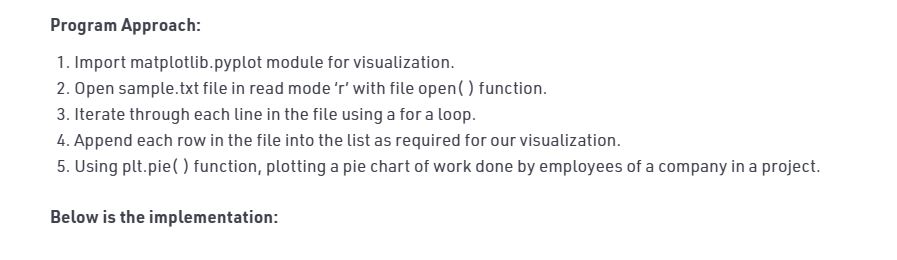 Program Approach:
1. Import matplotlib.pyplot module for visualization.
2. Open sample.txt file in read mode ‘r’ with file open( ) function.
3. Iterate through each line in the file using a for a loop.
4. Append each row in the file into the list as required for our visualization.
5. Using plt.pie( ) function, plotting a pie chart of work done by employees of a company in a project.
Below is the implementation: